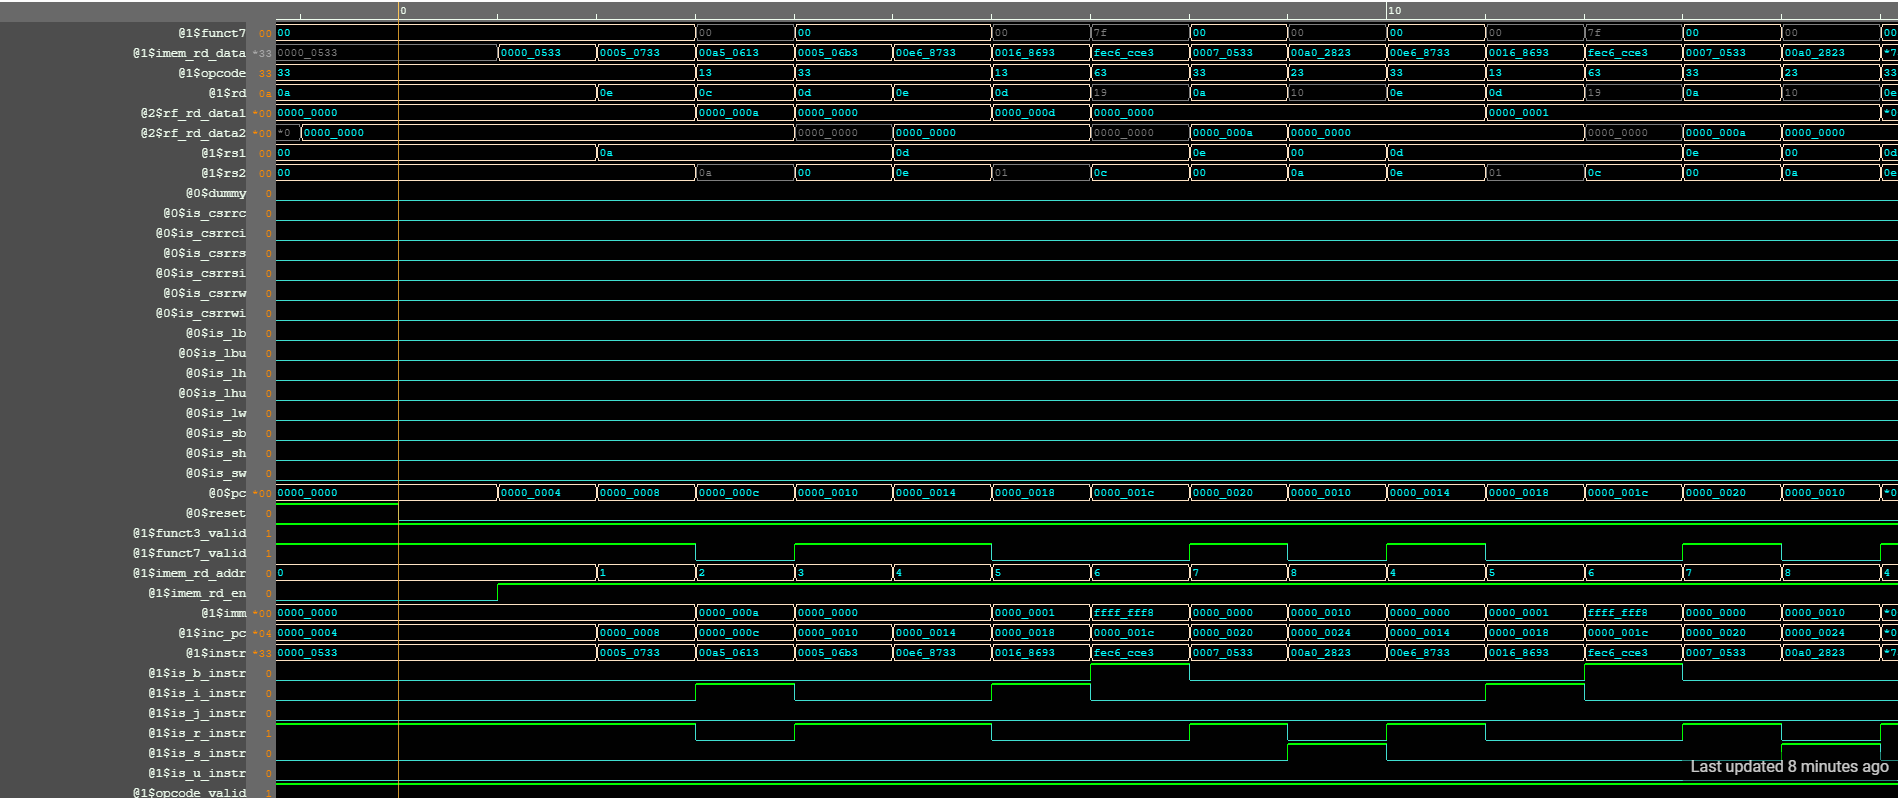 0 10
@1$funct7 00 00 00 00 00 7f 00 00 00 00 7f 00 00 00
@1$imem_rd_data *33 0000_0533 0000_0533 0005_0733 00a5_0613 0005_06b3 00e6_8733 0016_8693 fec6_cce3 0007_0533 00a0_2823 00e6_8733 0016_8693 fec6_cce3 0007_0533 00a0_2823 *7
@1$opcode 33 33 13 33 13 63 33 23 33 13 63 33 23 33
@1$rd 0a 0a 0e 0c 0d 0e 0d 19 0a 10 0e 0d 19 0a 10 0e
@2$rf_rd_data1 *00 0000_0000 0000_000a 0000_0000 0000_000d 0000_0000 0000_0001 *0
@2$rf_rd_data2 *00 *0 0000_0000 0000_0000 0000_0000 0000_0000 0000_000a 0000_0000 0000_0000 0000_000a 0000_0000
@1$rs1 00 00 0a 0d 0e 00 0d 0e 00 0d
@1$rs2 00 00 0a 00 0e 01 0c 00 0a 0e 01 0c 00 0a 0e
@0$dummy 0
@0$is_csrrc 0
@0$is_csrrci 0
@0$is_csrrs 0
@0$is_csrrsi 0
@0$is_csrrw 0
@0$is_csrrwi 0
@0$is_lb 0
@0$is_lbu 0
@0$is_lh 0
@0$is_lhu 0
@0$is_lw 0
@0$is_sb 0
@0$is_sh 0
@0$is_sw 0
@0$pc *00 0000_0000 0000_0004 0000_0008 0000_000c 0000_0010 0000_0014 0000_0018 0000_001c 0000_0020 0000_0010 0000_0014 0000_0018 0000_001c 0000_0020 0000_0010 *0
@0$reset 0
@1$funct3_valid 1
@1$funct7_valid 1
@1$imem_rd_addr 0 0 1 2 3 4 5 6 7 8 4 5 6 7 8 4
@1$imem_rd_en 0
@1$imm *00 0000_0000 0000_000a 0000_0000 0000_0001 ffff_fff8 0000_0000 0000_0010 0000_0000 0000_0001 ffff_fff8 0000_0000 0000_0010 *0
@1$inc_pc *04 0000_0004 0000_0008 0000_000c 0000_0010 0000_0014 0000_0018 0000_001c 0000_0020 0000_0024 0000_0014 0000_0018 0000_001c 0000_0020 0000_0024 *0
@1$instr *33 0000_0533 0005_0733 00a5_0613 0005_06b3 00e6_8733 0016_8693 fec6_cce3 0007_0533 00a0_2823 00e6_8733 0016_8693 fec6_cce3 0007_0533 00a0_2823 *7
@1$is_b_instr 0
@1$is_i_instr 0
@1$is_j_instr 0
@1$is_r_instr 1
@1$is_s_instr 0
Last updated 8 minutes ago
@1$is_u_instr 0
@1$opcode_valid 1